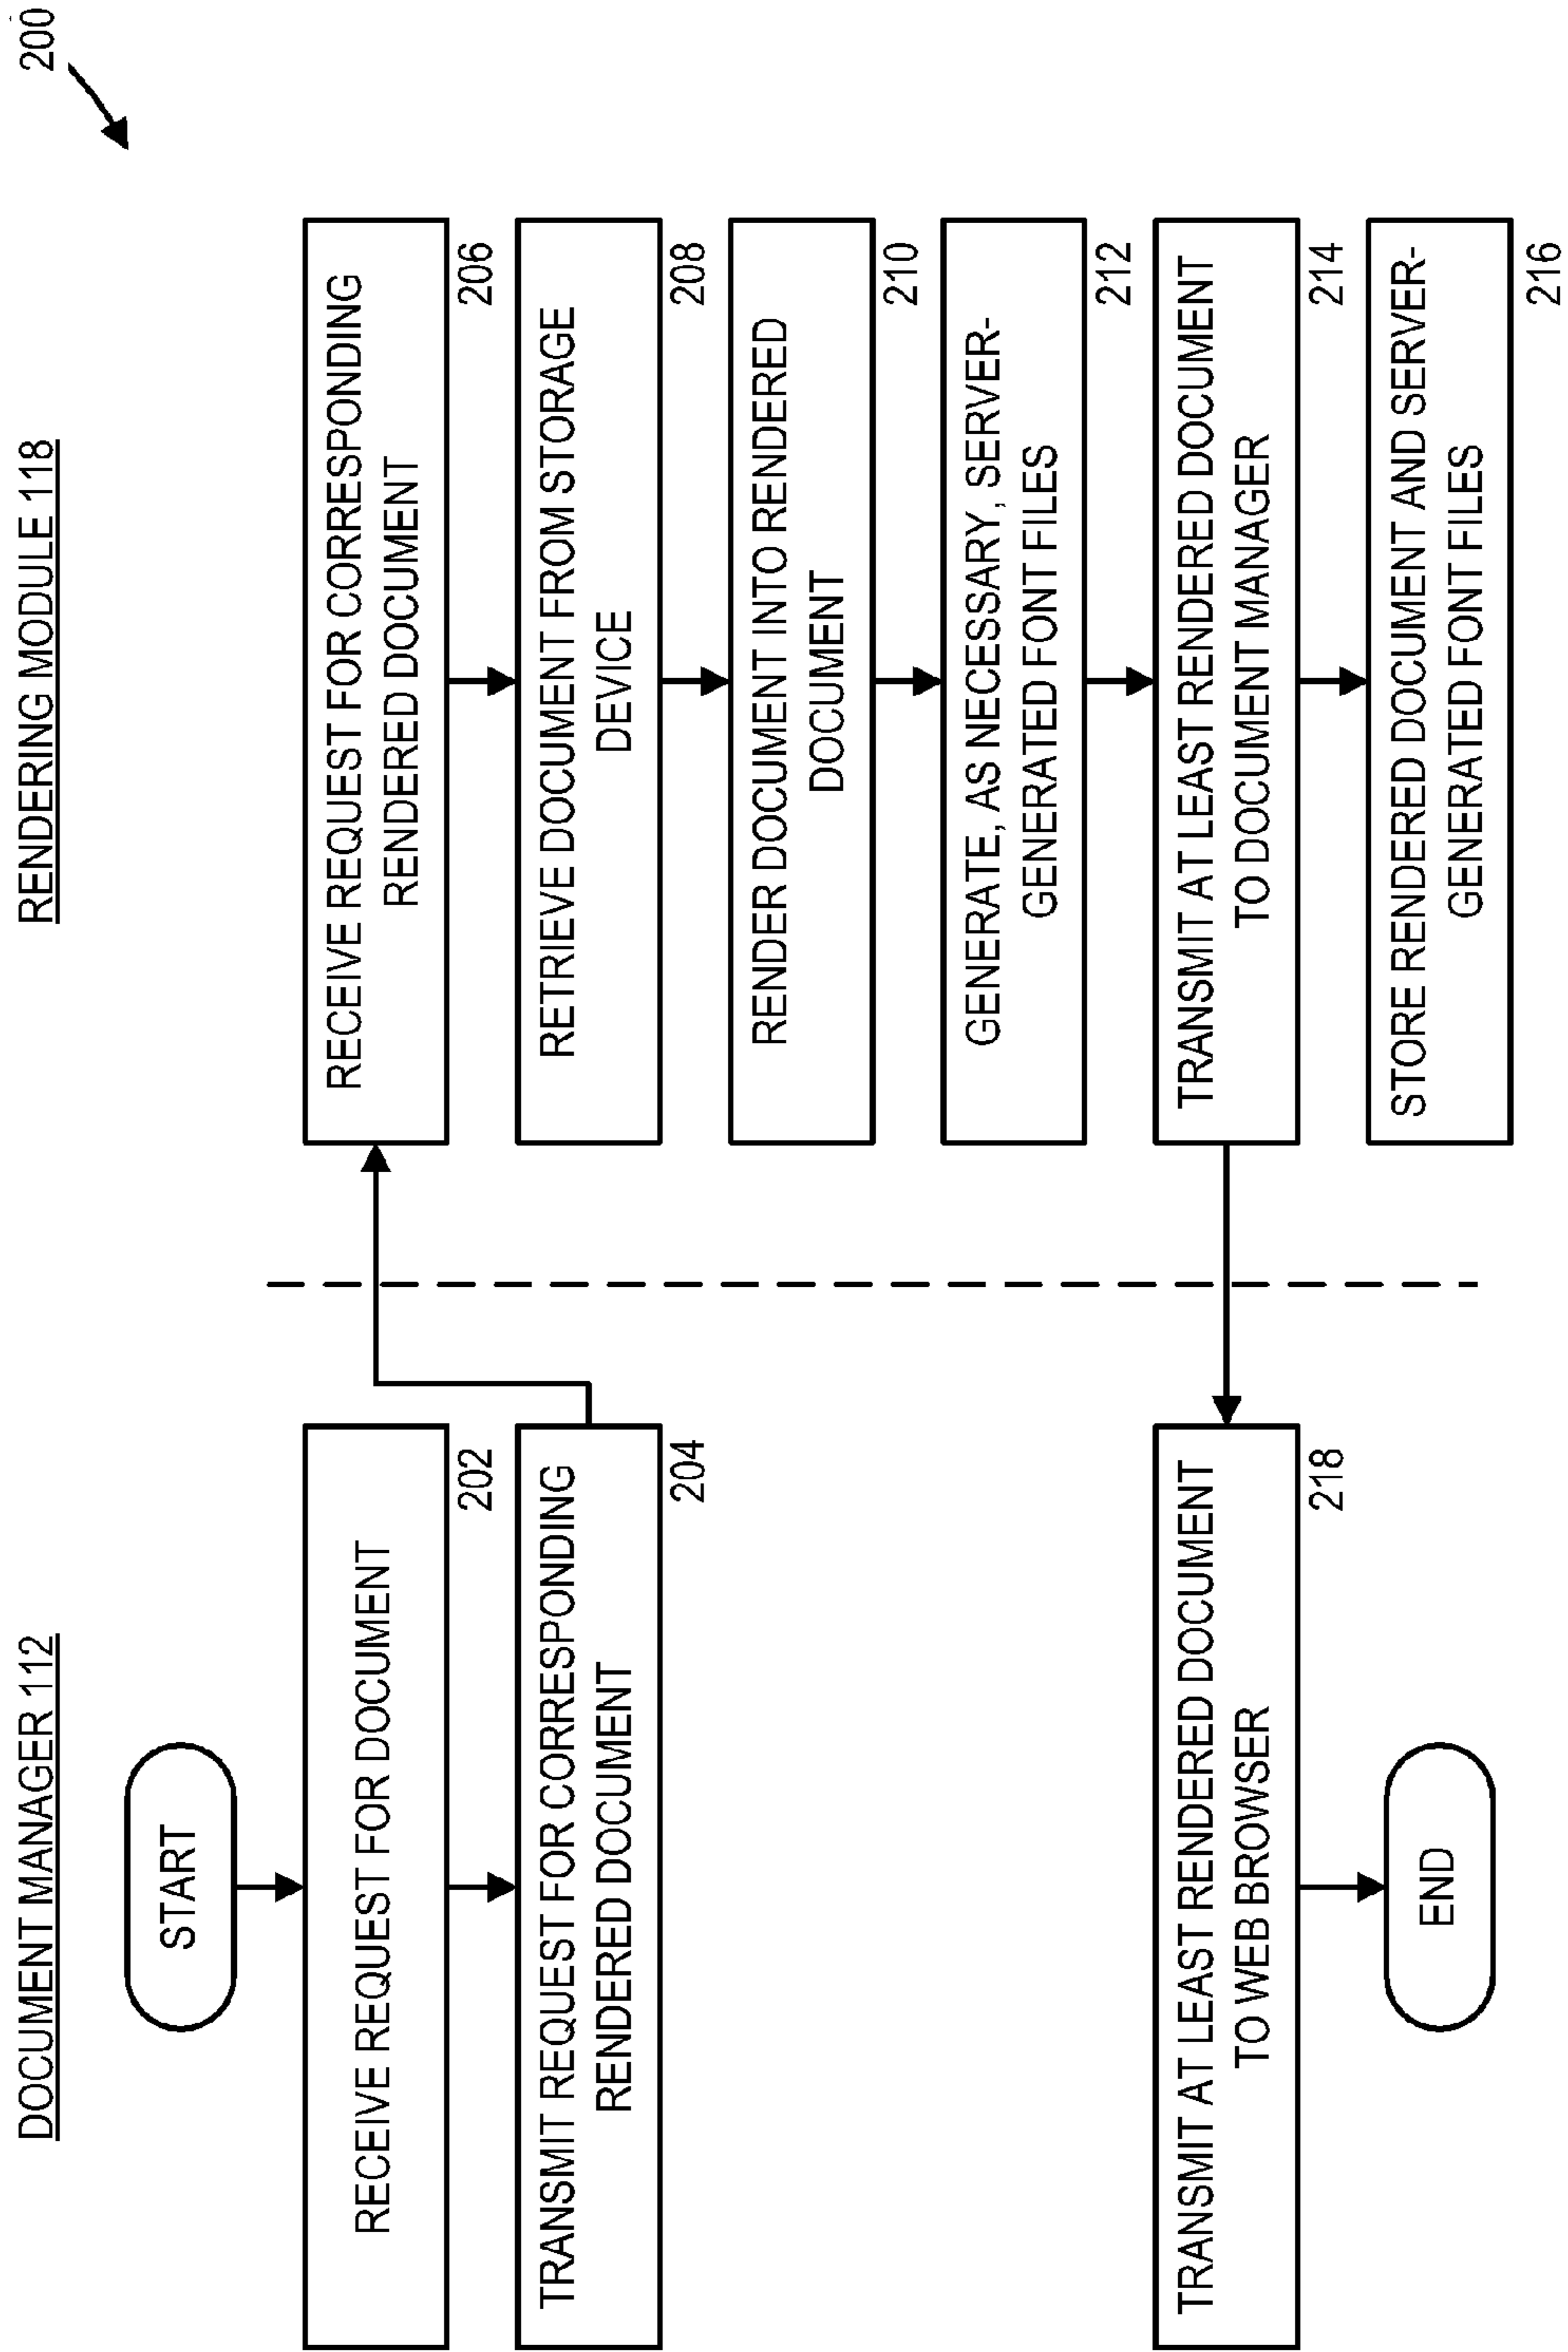 200
DOCUMENT MANAGER 112
RENDERING MODULE 118
START
RECEIVE REQUEST FOR DOCUMENT
202
TRANSMIT REQUEST FOR CORRESPONDING
RENDERED DOCUMENT
204
RECEIVE REQUEST FOR CORRESPONDING
RENDERED DOCUMENT
206
RETRIEVE DOCUMENT FROM STORAGE
DEVICE
208
RENDER DOCUMENT INTO RENDERED
DOCUMENT
210
GENERATE, AS NECESSARY, SERVER-
GENERATED FONT FILES
212
TRANSMIT AT LEAST RENDERED DOCUMENT
TO DOCUMENT MANAGER
214
STORE RENDERED DOCUMENT AND SERVER-
GENERATED FONT FILES
216
TRANSMIT AT LEAST RENDERED DOCUMENT
TO WEB BROWSER
218
END